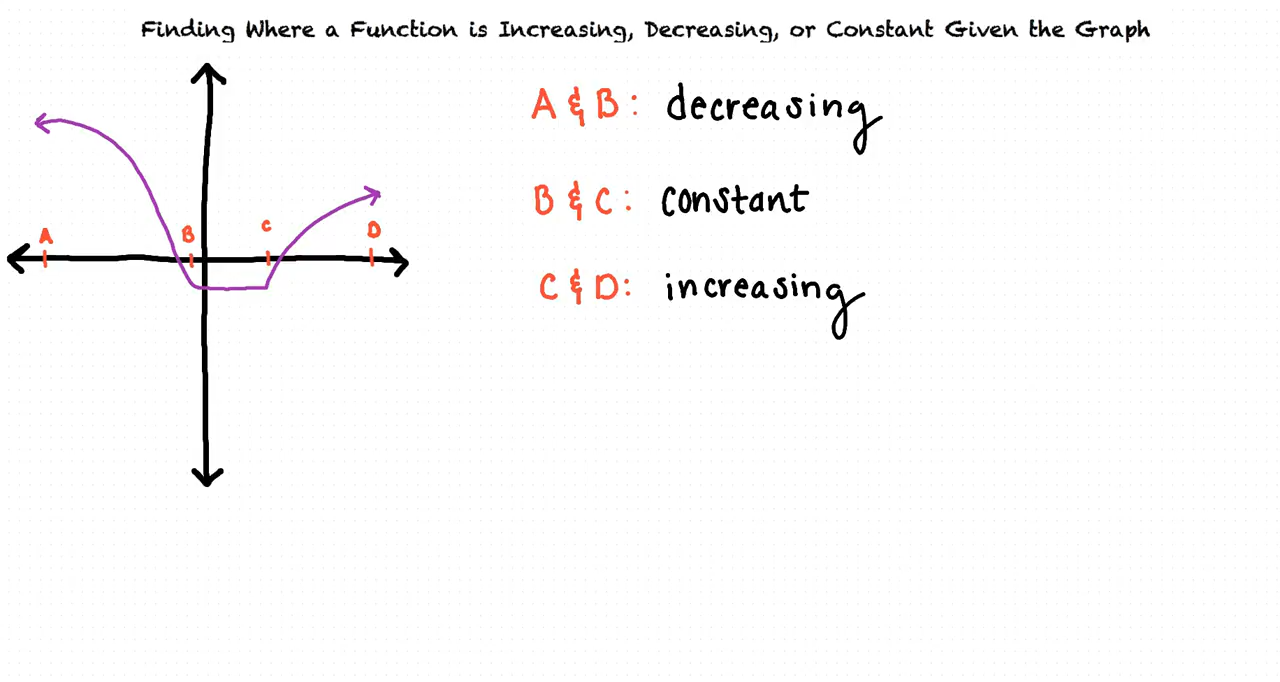 Finding Where a Function is Increasing, Decreasing, or Constant Given the Graph
A & B: decreasing
B & C: constant
C & D: increasing
A B C D